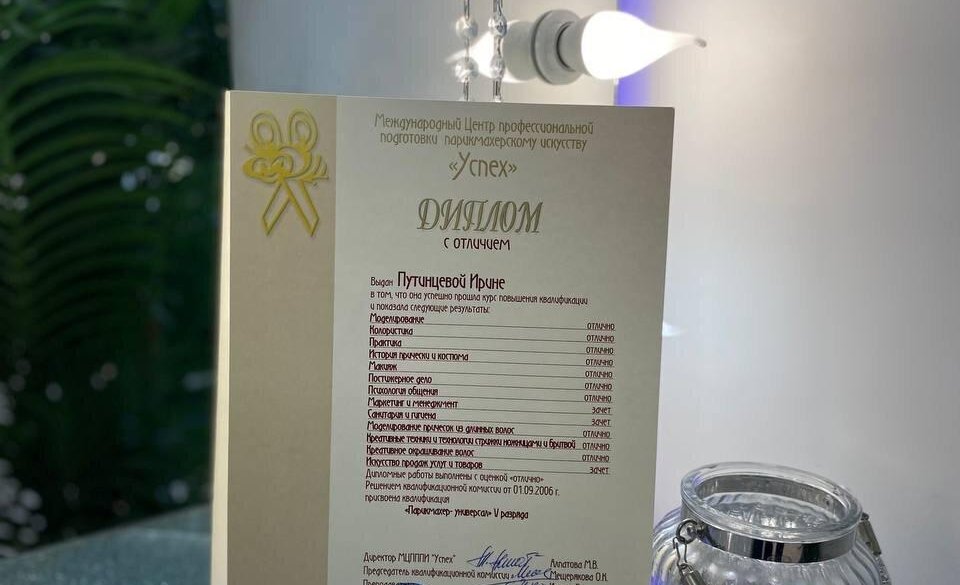 Международный Центр профессиональной
подготовки парикмахерскому искусству
«Успех»
ДИПЛОМ
С ОТЛИЧИЕМ
Выдан Путинцевой Ирине
в том, что она успешно прошла курс повышения квалификации
и показала следующие результаты:
Моделирование отлично
Колористика отлично
Практика отлично
История прически и костюма отлично
Макияж отлично
Постижерное дело отлично
Психология общения отлично
Маркетинг и менеджмент зачет
Санитария и гигиена зачет
Моделирование причесок из длинных волос отлично
Креативные техники и технологии стрижки ножницами и бритвой отлично
Креативное окрашивание волос отлично
Искусство продаж услуг и товаров зачет
Дипломные работы выполнены с оценкой «отлично»
Решением квалификационной комиссии от 01.09.2006 г.
присвоена квалификация
«Парикмахер- универсал» V разряда
Директор МЦПППИ "Успех" Алпатова М.В.
Председатель квалификационной комиссии Мещерякова О.Н.